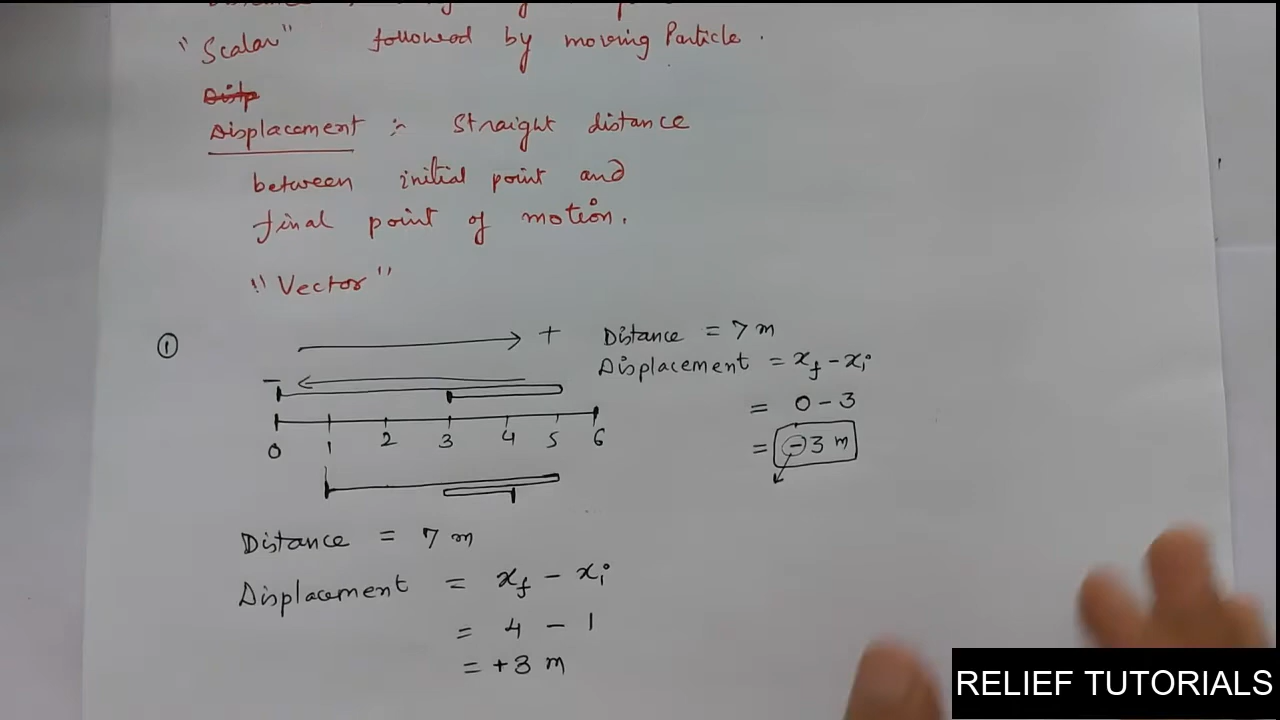 "Scalar" followed by moving Particle.
Displacement :- Straight distance
between initial point and
final point of motion.
"Vector"
① +
−
0 1 2 3 4 5 6
Distance = 7 m
Displacement = xf - xi
= 0 - 3
= -3 m
Distance = 7 m
Displacement = xf - xi
= 4 - 1
= +3 m
RELIEF TUTORIALS